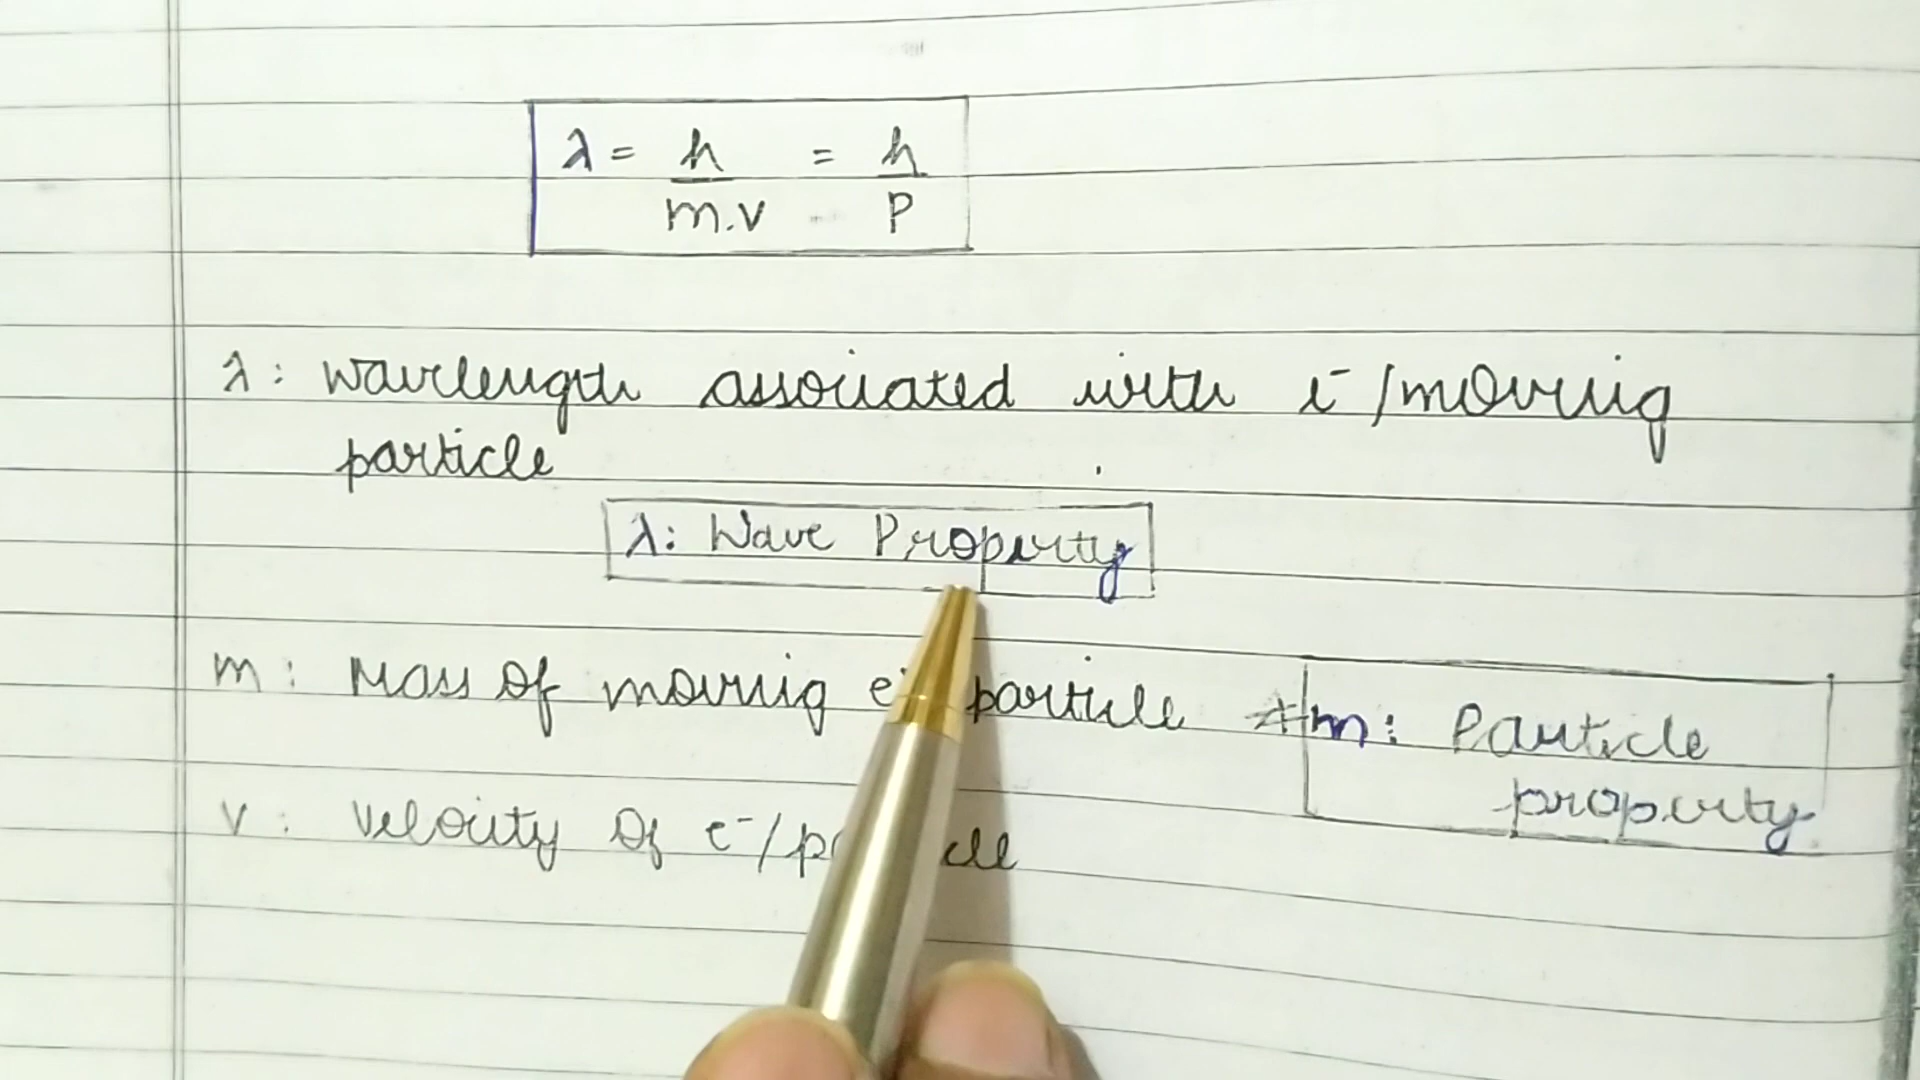 λ = h/m.v = h/P
λ: wavelength associated with e⁻/moving
particle
λ: Wave Property
m: Mass of moving e⁻ particle
m: Particle
property
v: velocity of e⁻/